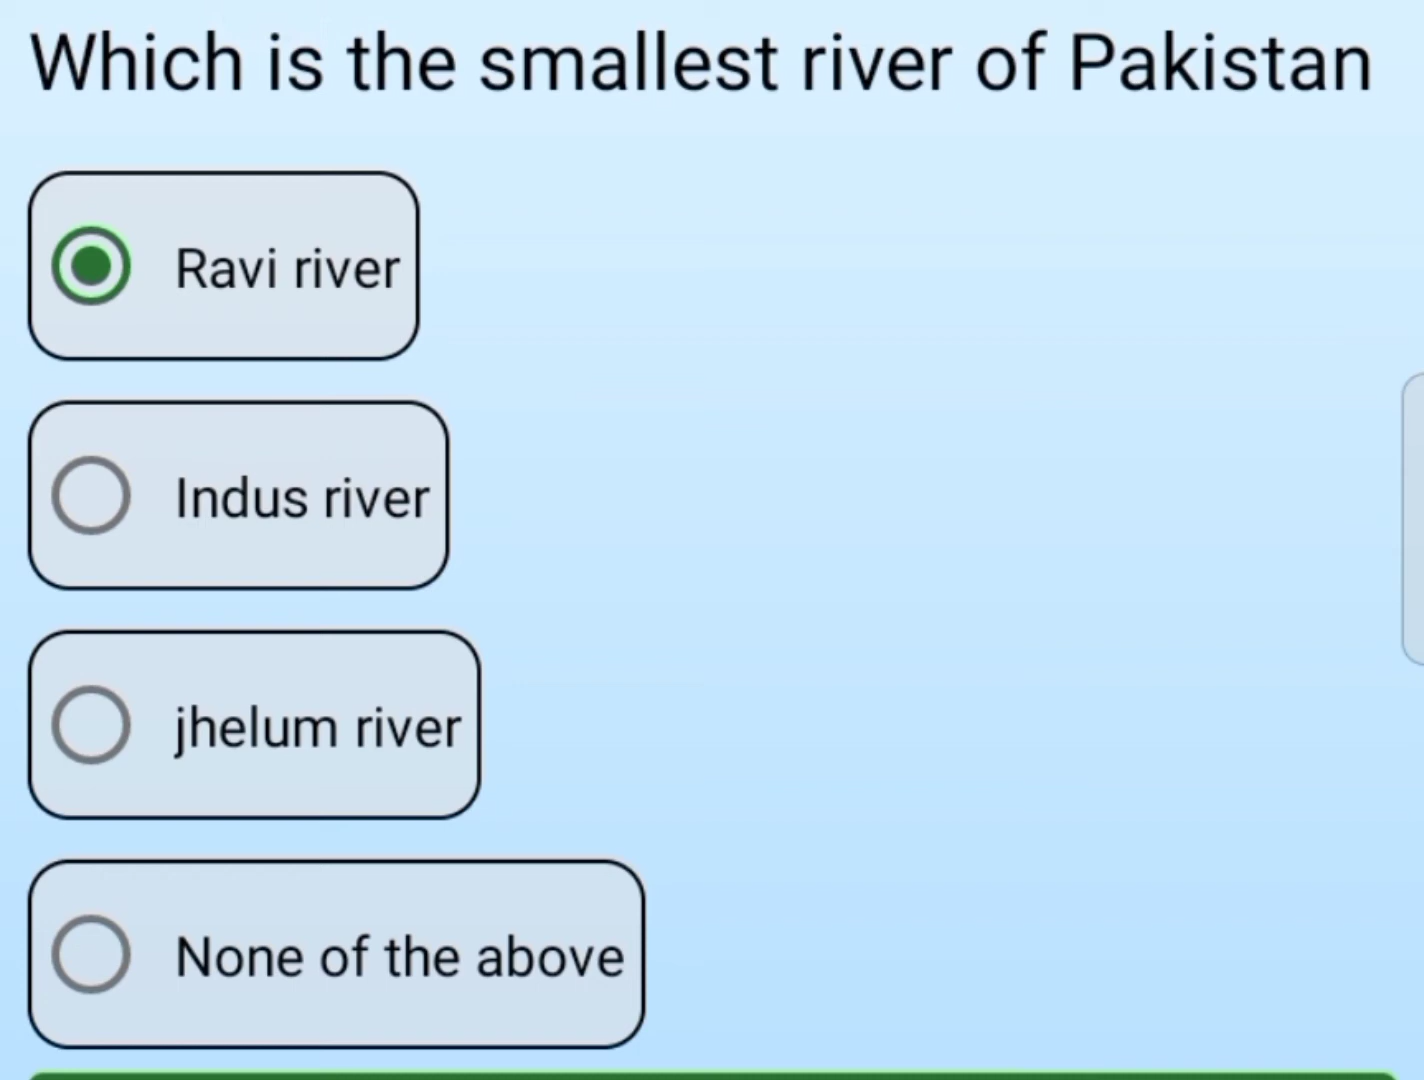 Which is the smallest river of Pakistan
Ravi river
Indus river
jhelum river
None of the above